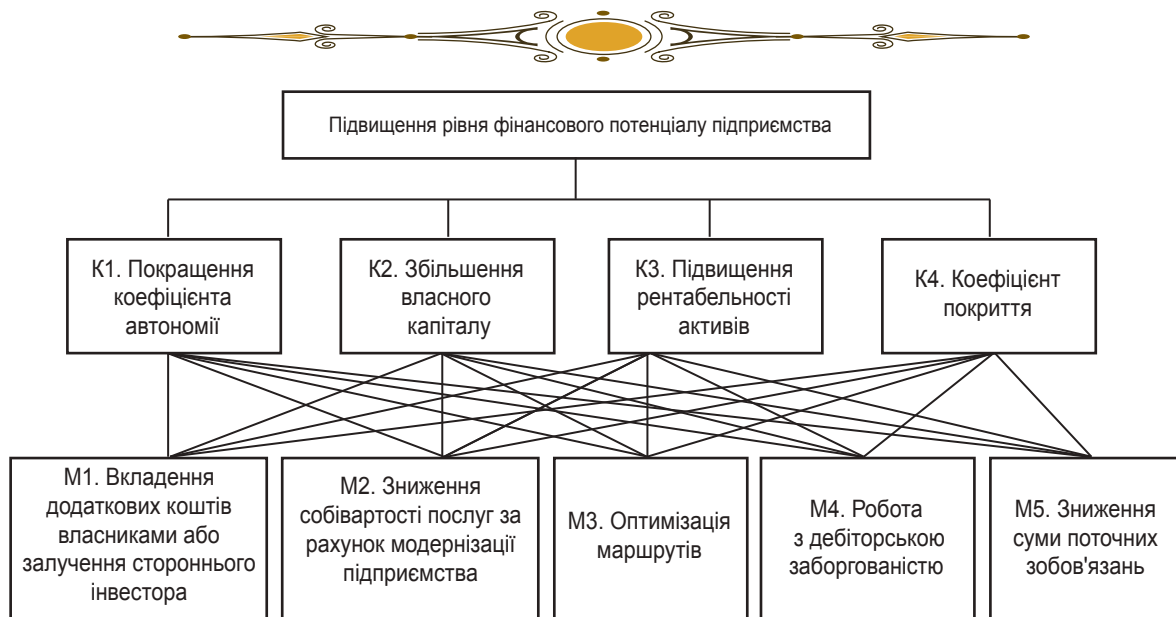 Підвищення рівня фінансового потенціалу підприємства
К1. Покращення
коефіцієнта
автономії
К2. Збільшення
власного
капіталу
К3. Підвищення
рентабельності
активів
К4. Коефіцієнт
покриття
М1. Вкладення
додаткових коштів
власниками або
залучення стороннього
інвестора
М2. Зниження
собівартості послуг за
рахунок модернізації
підприємства
М3. Оптимізація
маршрутів
М4. Робота
з дебіторською
заборгованістю
М5. Зниження
суми поточних
зобов'язань